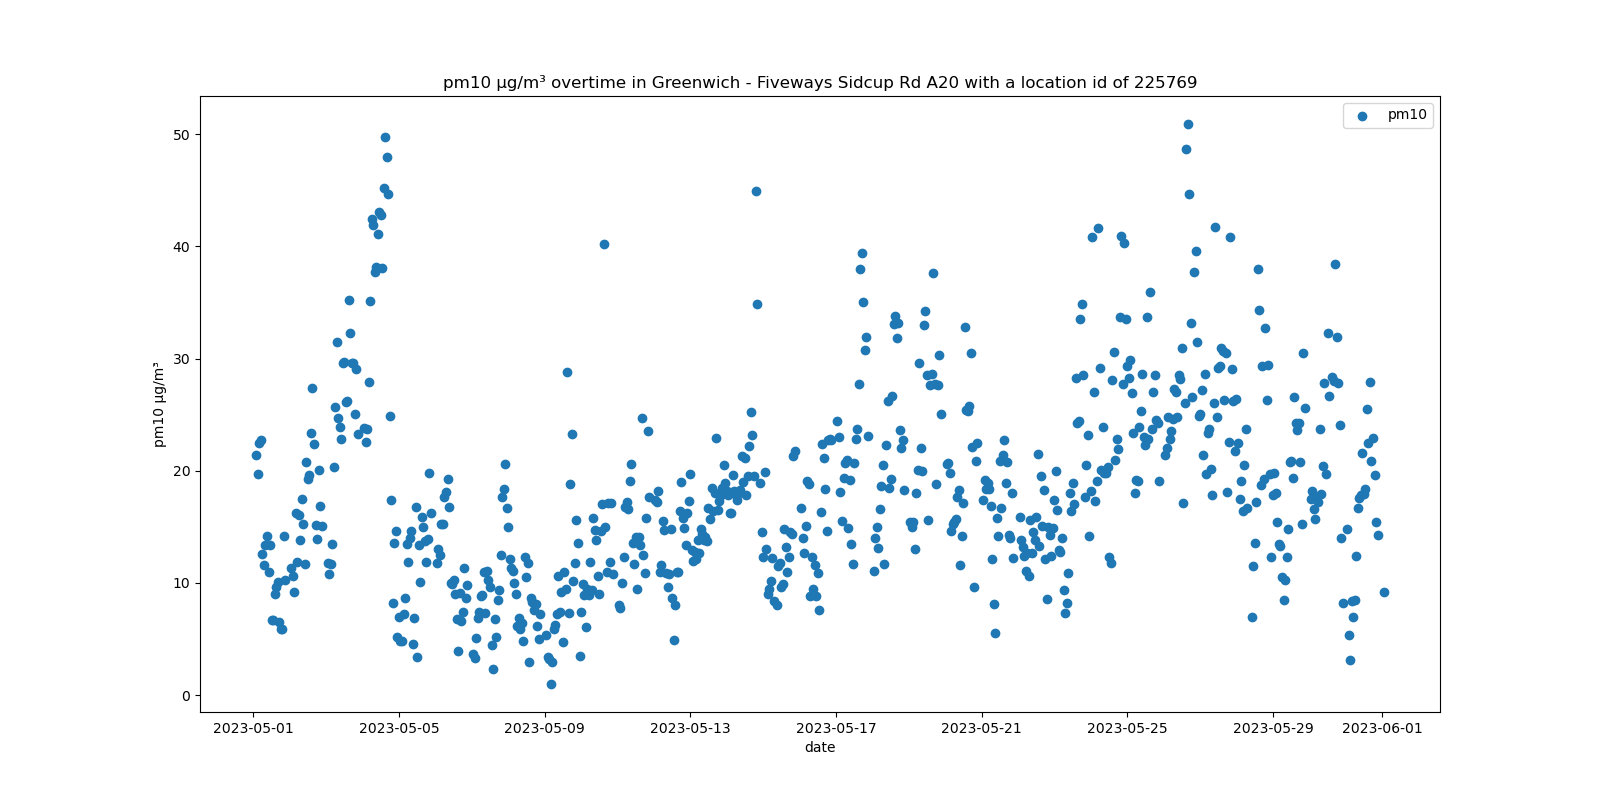 pm10 µg/m³ overtime in Greenwich - Fiveways Sidcup Rd A20 with a location id of 225769
pm10
50
40
30
20
10
0
pm10 µg/m³
2023-05-01 2023-05-05 2023-05-09 2023-05-13 2023-05-17 2023-05-21 2023-05-25 2023-05-29 2023-06-01
date